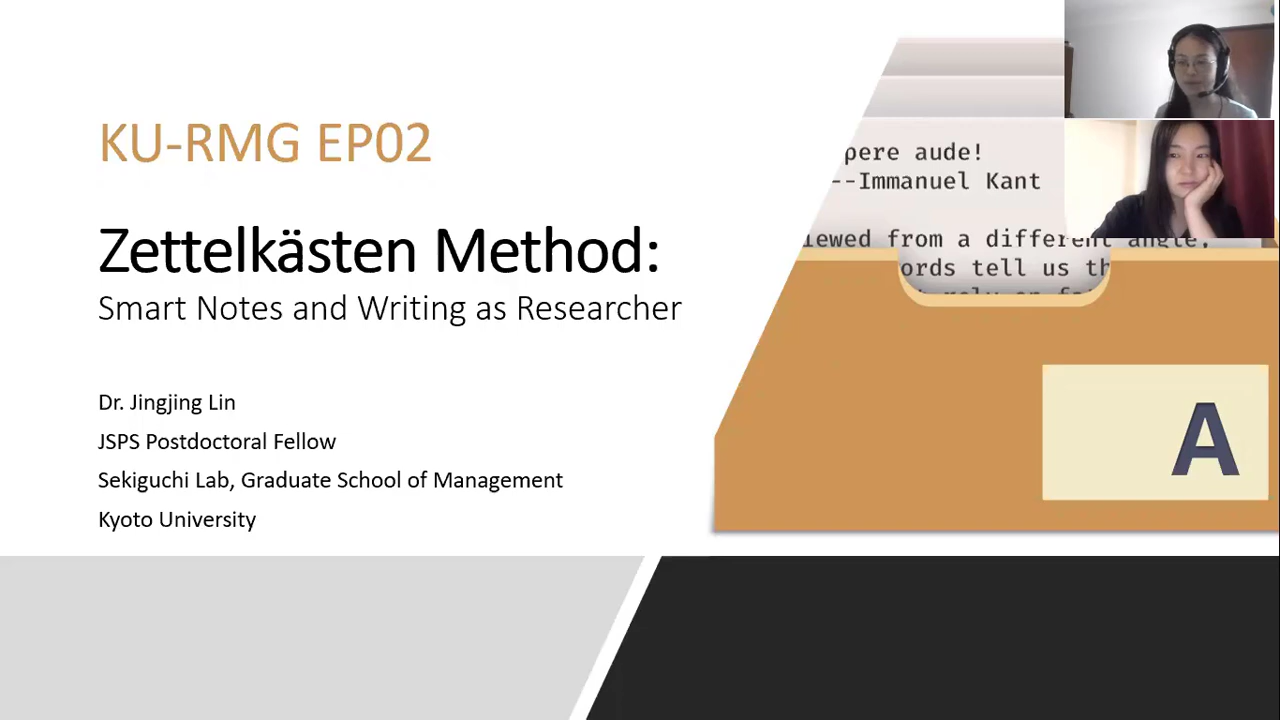 KU-RMG EP02
Zettelkästen Method:
Smart Notes and Writing as Researcher
Dr. Jingjing Lin
JSPS Postdoctoral Fellow
Sekiguchi Lab, Graduate School of Management
Kyoto University
pere aude!
--Immanuel Kant
iewed from a different angle,
ords tell us th
A